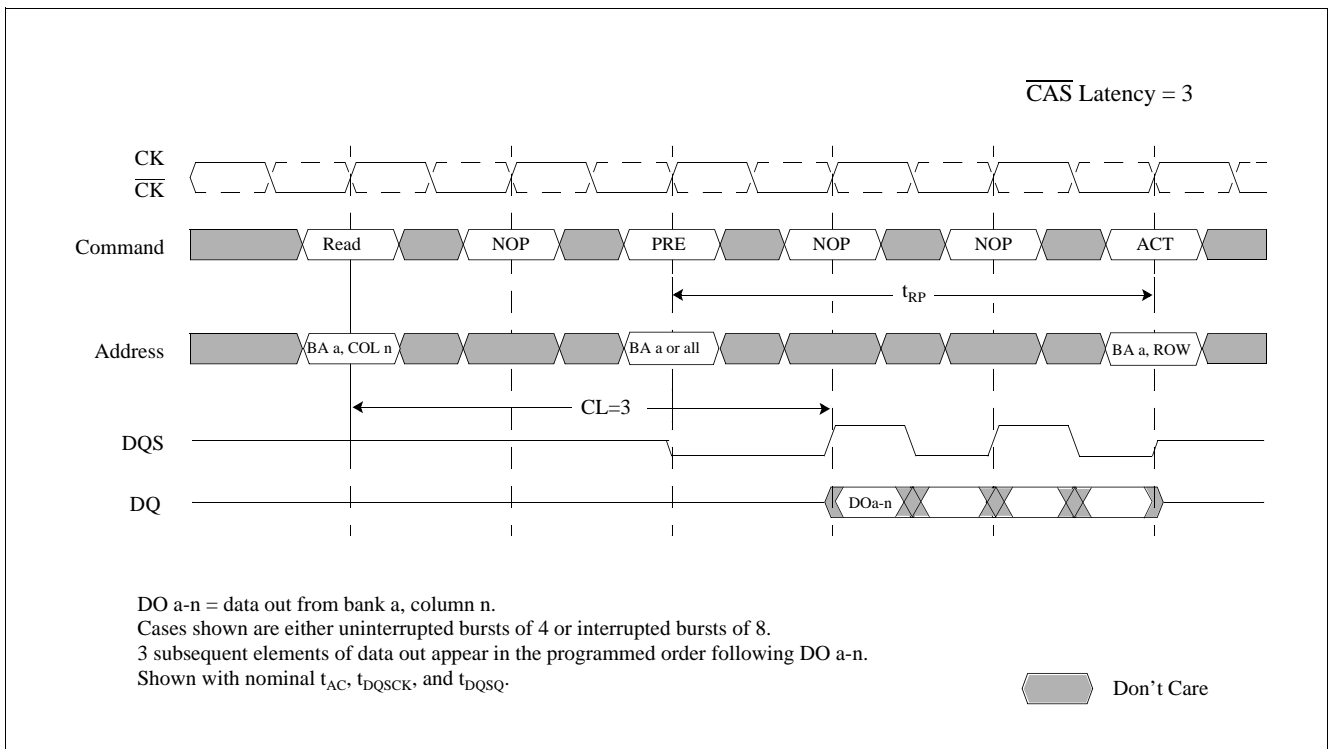 C̅A̅S̅ Latency = 3
CK
C̅K̅
Command
Read
NOP
PRE
NOP
NOP
ACT
tRP
Address
BA a, COL n
BA a or all
BA a, ROW
CL=3
DQS
DQ
DOa-n
DO a-n = data out from bank a, column n.
Cases shown are either uninterrupted bursts of 4 or interrupted bursts of 8.
3 subsequent elements of data out appear in the programmed order following DO a-n.
Shown with nominal tAC, tDQSCK, and tDQSQ.
Don't Care